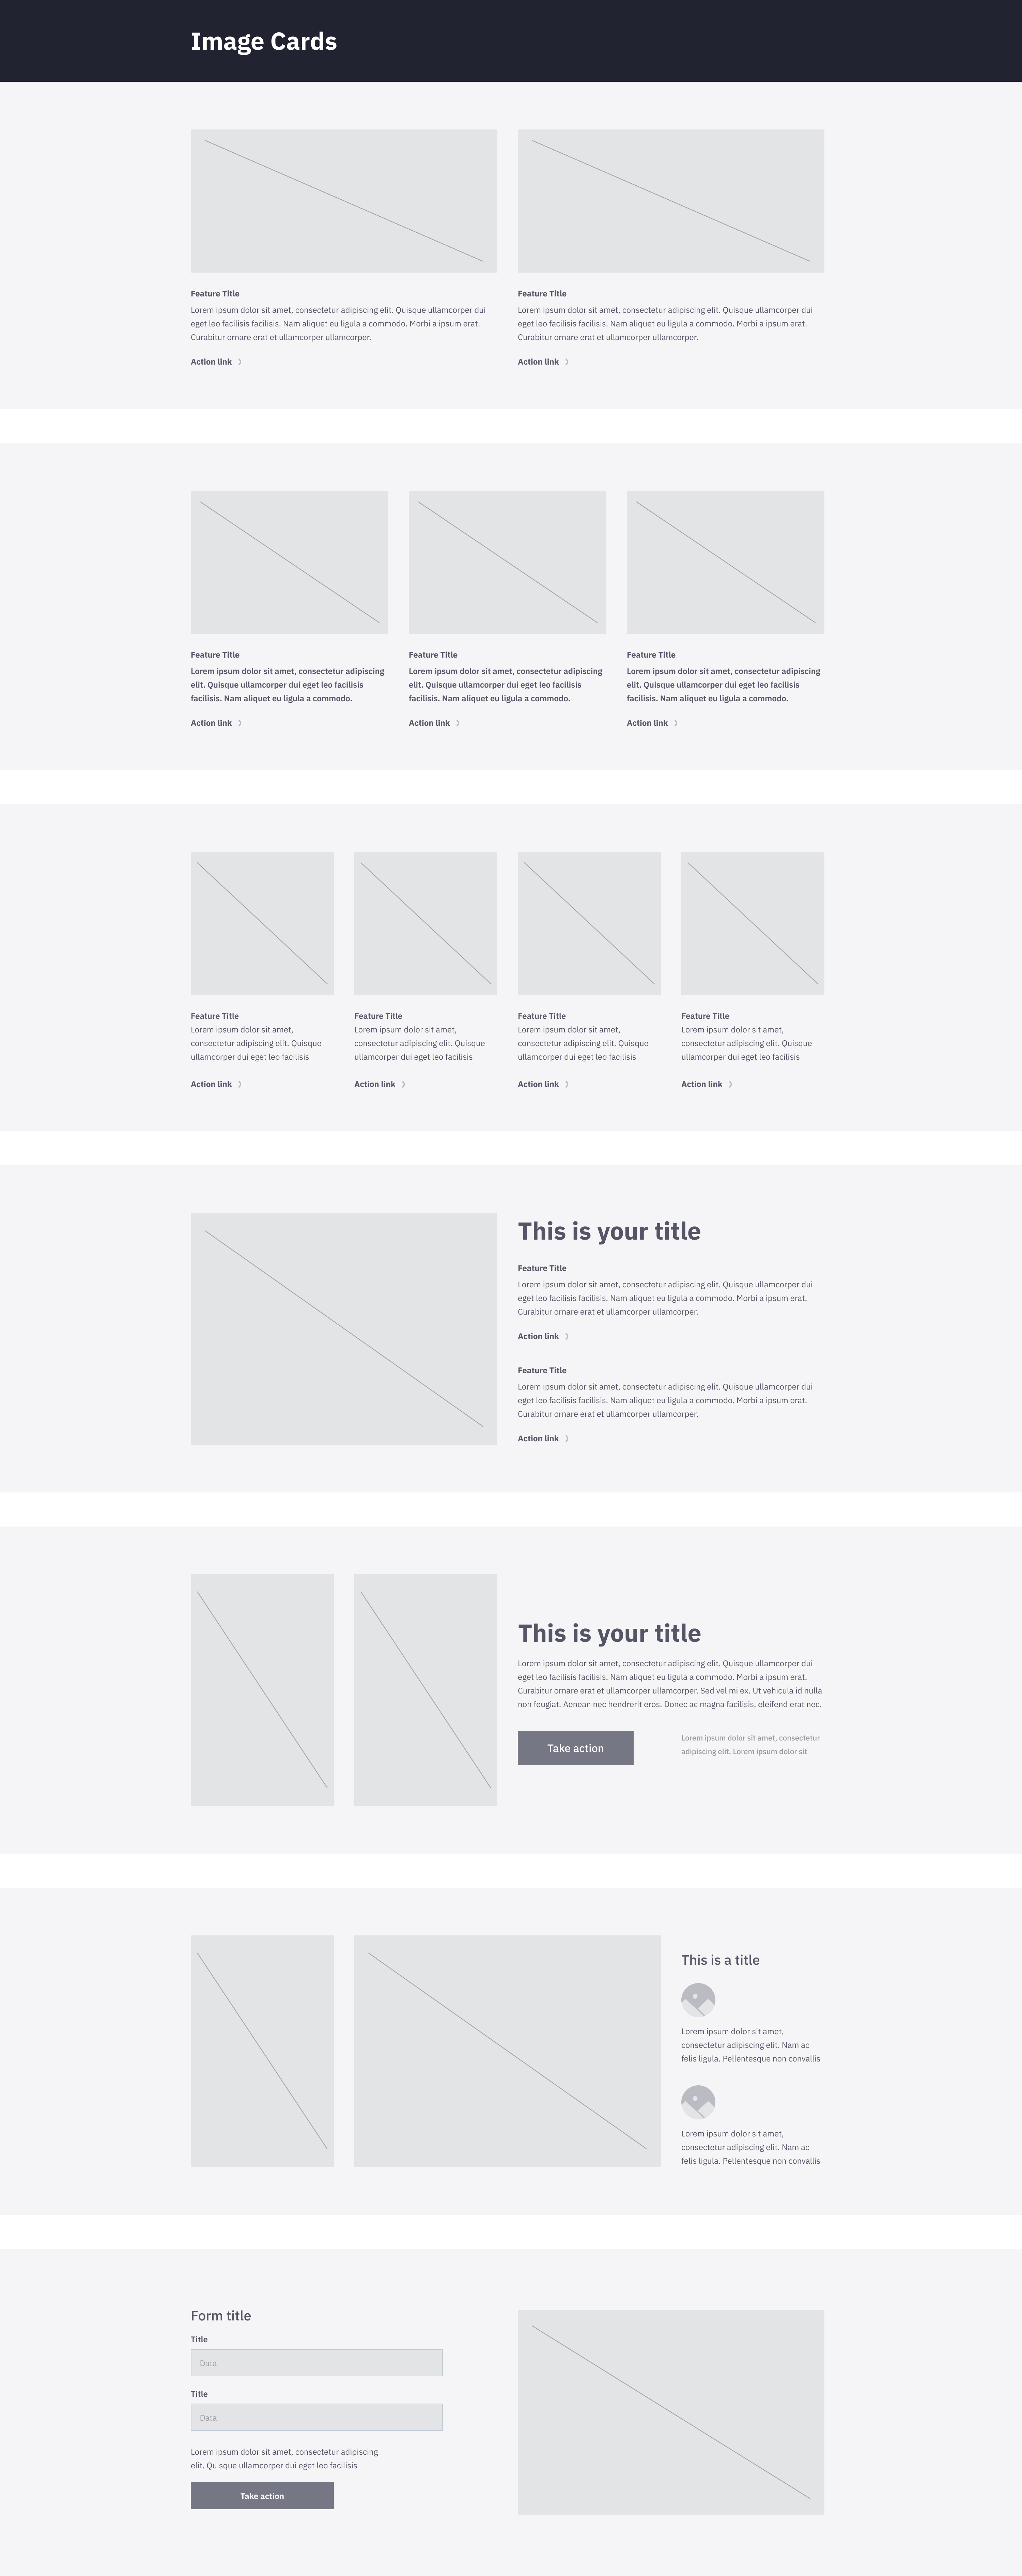 Image Cards
Feature Title
Lorem ipsum dolor sit amet, consectetur adipiscing elit. Quisque ullamcorper dui
eget leo facilisis facilisis. Nam aliquet eu ligula a commodo. Morbi a ipsum erat.
Curabitur ornare erat et ullamcorper ullamcorper.
Action link
Feature Title
Lorem ipsum dolor sit amet, consectetur adipiscing elit. Quisque ullamcorper dui
eget leo facilisis facilisis. Nam aliquet eu ligula a commodo. Morbi a ipsum erat.
Curabitur ornare erat et ullamcorper ullamcorper.
Action link
Feature Title
Lorem ipsum dolor sit amet, consectetur adipiscing
elit. Quisque ullamcorper dui eget leo facilisis
facilisis. Nam aliquet eu ligula a commodo.
Action link
Feature Title
Lorem ipsum dolor sit amet, consectetur adipiscing
elit. Quisque ullamcorper dui eget leo facilisis
facilisis. Nam aliquet eu ligula a commodo.
Action link
Feature Title
Lorem ipsum dolor sit amet, consectetur adipiscing
elit. Quisque ullamcorper dui eget leo facilisis
facilisis. Nam aliquet eu ligula a commodo.
Action link
Feature Title
Lorem ipsum dolor sit amet,
consectetur adipiscing elit. Quisque
ullamcorper dui eget leo facilisis
Action link
Feature Title
Lorem ipsum dolor sit amet,
consectetur adipiscing elit. Quisque
ullamcorper dui eget leo facilisis
Action link
Feature Title
Lorem ipsum dolor sit amet,
consectetur adipiscing elit. Quisque
ullamcorper dui eget leo facilisis
Action link
Feature Title
Lorem ipsum dolor sit amet,
consectetur adipiscing elit. Quisque
ullamcorper dui eget leo facilisis
Action link
This is your title
Feature Title
Lorem ipsum dolor sit amet, consectetur adipiscing elit. Quisque ullamcorper dui
eget leo facilisis facilisis. Nam aliquet eu ligula a commodo. Morbi a ipsum erat.
Curabitur ornare erat et ullamcorper ullamcorper.
Action link
Feature Title
Lorem ipsum dolor sit amet, consectetur adipiscing elit. Quisque ullamcorper dui
eget leo facilisis facilisis. Nam aliquet eu ligula a commodo. Morbi a ipsum erat.
Curabitur ornare erat et ullamcorper ullamcorper.
Action link
This is your title
Lorem ipsum dolor sit amet, consectetur adipiscing elit. Quisque ullamcorper dui
eget leo facilisis facilisis. Nam aliquet eu ligula a commodo. Morbi a ipsum erat.
Curabitur ornare erat et ullamcorper ullamcorper. Sed vel mi ex. Ut vehicula id nulla
non feugiat. Aenean nec hendrerit eros. Donec ac magna facilisis, eleifend erat nec.
Take action
Lorem ipsum dolor sit amet, consectetur
adipiscing elit. Lorem ipsum dolor sit
This is a title
Lorem ipsum dolor sit amet,
consectetur adipiscing elit. Nam ac
felis ligula. Pellentesque non convallis
Lorem ipsum dolor sit amet,
consectetur adipiscing elit. Nam ac
felis ligula. Pellentesque non convallis
Form title
Title
Data
Title
Data
Lorem ipsum dolor sit amet, consectetur adipiscing
elit. Quisque ullamcorper dui eget leo facilisis
Take action